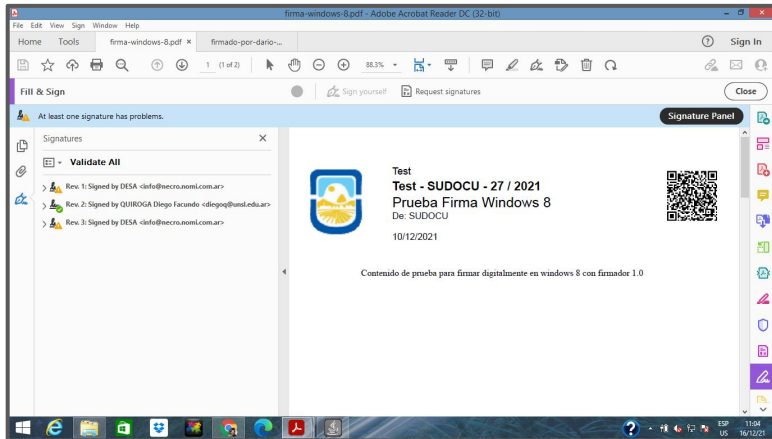 firma-windows-8.pdf - Adobe Acrobat Reader DC (32-bit)
File Edit View Sign Window Help
Home Tools firma-windows-8.pdf × firmado-por-dario-... Sign In
1 (1 of 2) 88.3%
Fill & Sign Sign yourself Request signatures Close
At least one signature has problems. Signature Panel
Signatures
Validate All
Rev. 1: Signed by DESA <info@necro.nomi.com.ar>
Rev. 2: Signed by QUIROGA Diego Facundo <diegoq@unsl.edu.ar>
Rev. 3: Signed by DESA <info@necro.nomi.com.ar>
Test
Test - SUDOCU - 27 / 2021
Prueba Firma Windows 8
De: SUDOCU
10/12/2021
Contenido de prueba para firmar digitalmente en windows 8 con firmador 1.0
ESP 11:04
US 16/12/21